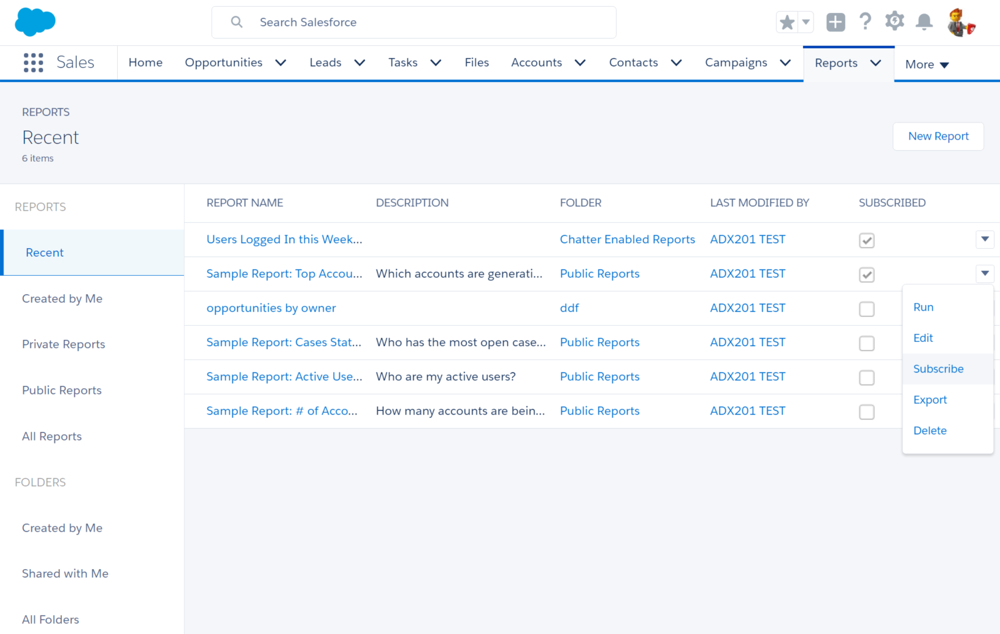 Search Salesforce
Sales
Home
Opportunities
Leads
Tasks
Files
Accounts
Contacts
Campaigns
Reports
More
REPORTS
Recent
6 items
New Report
REPORTS
Recent
Created by Me
Private Reports
Public Reports
All Reports
FOLDERS
Created by Me
Shared with Me
All Folders
REPORT NAME DESCRIPTION FOLDER LAST MODIFIED BY SUBSCRIBED
Users Logged In this Week... Chatter Enabled Reports ADX201 TEST
Sample Report: Top Accou... Which accounts are generati... Public Reports ADX201 TEST
opportunities by owner ddf ADX201 TEST
Sample Report: Cases Stat... Who has the most open case... Public Reports ADX201 TEST
Sample Report: Active Use... Who are my active users? Public Reports ADX201 TEST
Sample Report: # of Acco... How many accounts are bein... Public Reports ADX201 TEST
Run
Edit
Subscribe
Export
Delete